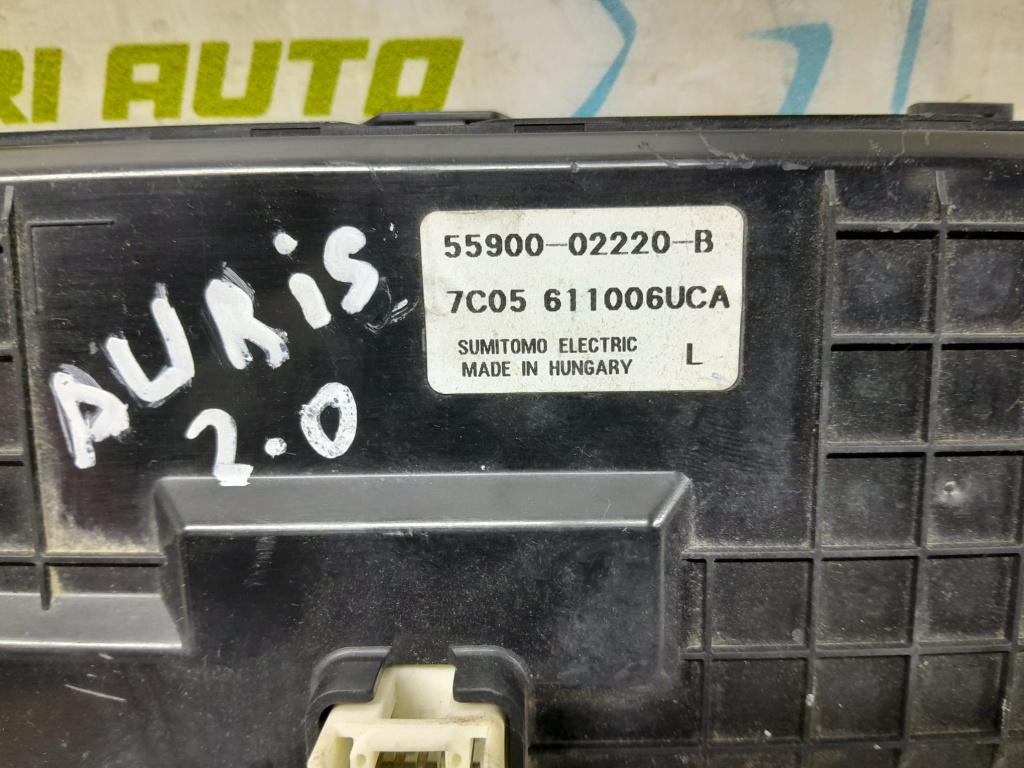 RI AUTO
AURiS
2.0
55900-02220-B
7C05 611006UCA
SUMITOMO ELECTRIC
MADE IN HUNGARY L